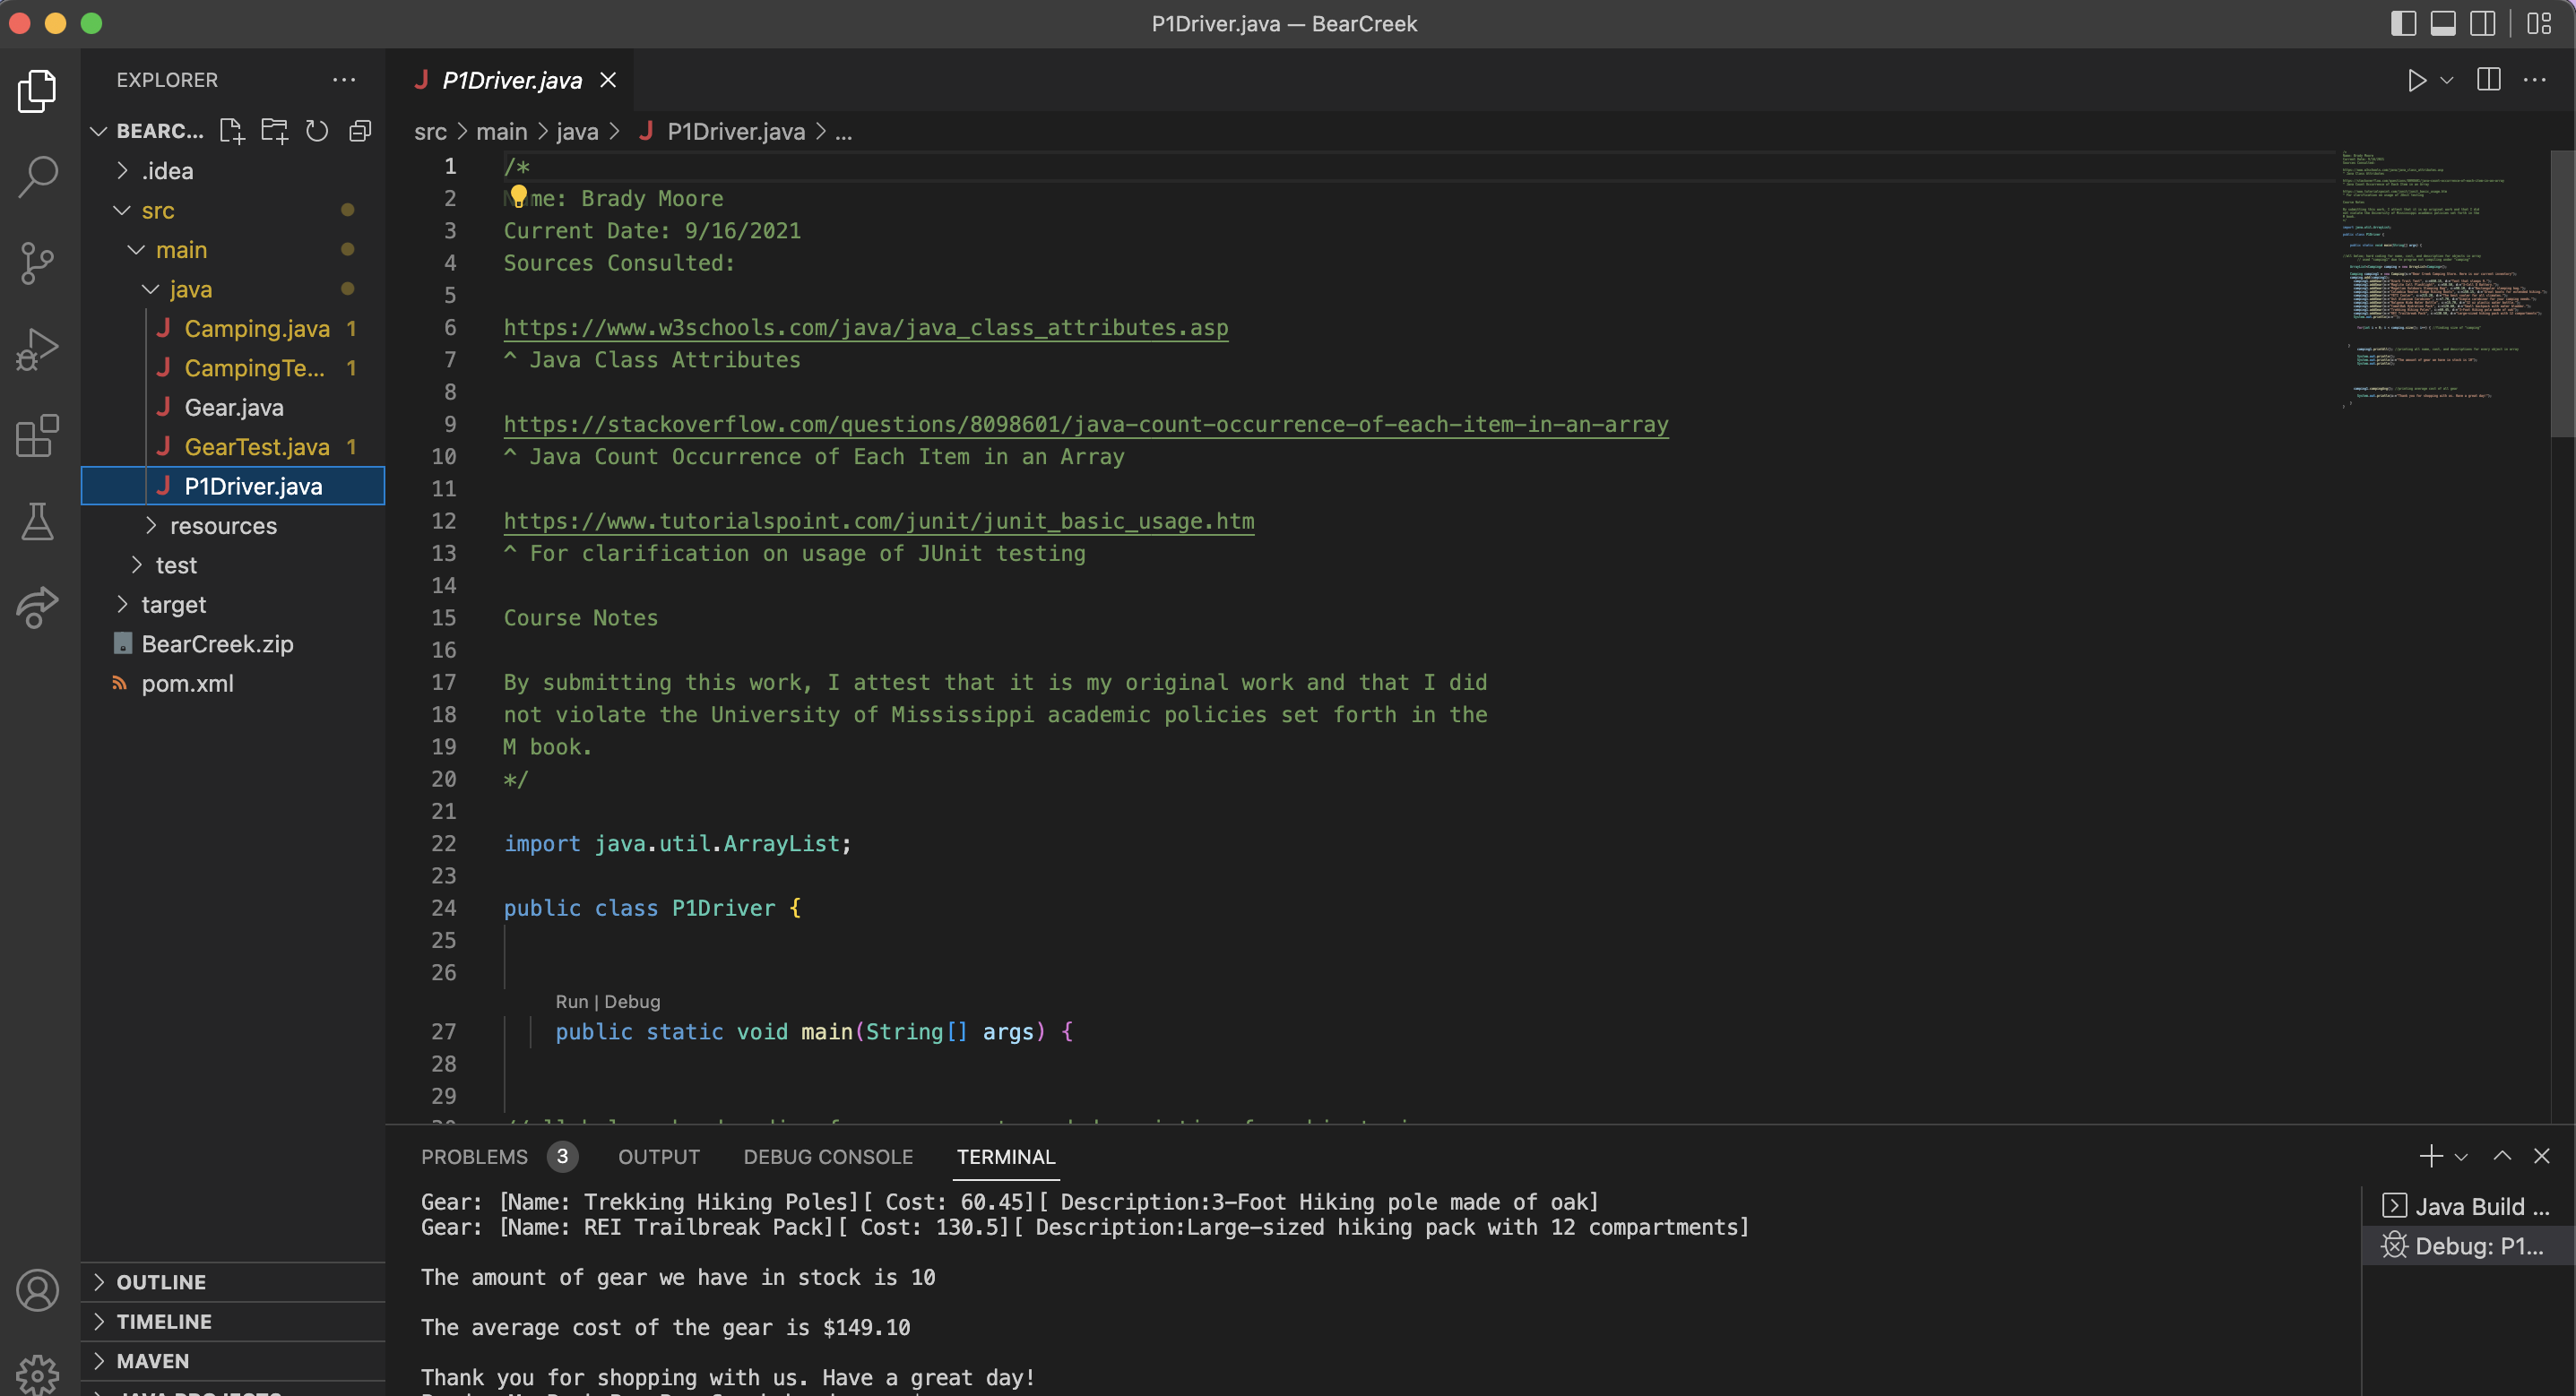 P1Driver.java — BearCreek
EXPLORER
BEARC...
.idea
src
main
java
Camping.java 1
CampingTe... 1
Gear.java
GearTest.java 1
P1Driver.java
resources
test
target
BearCreek.zip
pom.xml
OUTLINE
TIMELINE
MAVEN
P1Driver.java
src > main > java > P1Driver.java > ...
1 /*
2 me: Brady Moore
3 Current Date: 9/16/2021
4 Sources Consulted:
5
6 https://www.w3schools.com/java/java_class_attributes.asp
7 ^ Java Class Attributes
8
9 https://stackoverflow.com/questions/8098601/java-count-occurrence-of-each-item-in-an-array
10 ^ Java Count Occurrence of Each Item in an Array
11
12 https://www.tutorialspoint.com/junit/junit_basic_usage.htm
13 ^ For clarification on usage of JUnit testing
14
15 Course Notes
16
17 By submitting this work, I attest that it is my original work and that I did
18 not violate the University of Mississippi academic policies set forth in the
19 M book.
20 */
21
22 import java.util.ArrayList;
23
24 public class P1Driver {
25
26
Run | Debug
27 public static void main(String[] args) {
28
29
PROBLEMS 3 OUTPUT DEBUG CONSOLE TERMINAL
Gear: [Name: Trekking Hiking Poles][ Cost: 60.45][ Description:3-Foot Hiking pole made of oak]
Gear: [Name: REI Trailbreak Pack][ Cost: 130.5][ Description:Large-sized hiking pack with 12 compartments]
The amount of gear we have in stock is 10
The average cost of the gear is $149.10
Thank you for shopping with us. Have a great day!
Java Build ...
Debug: P1...